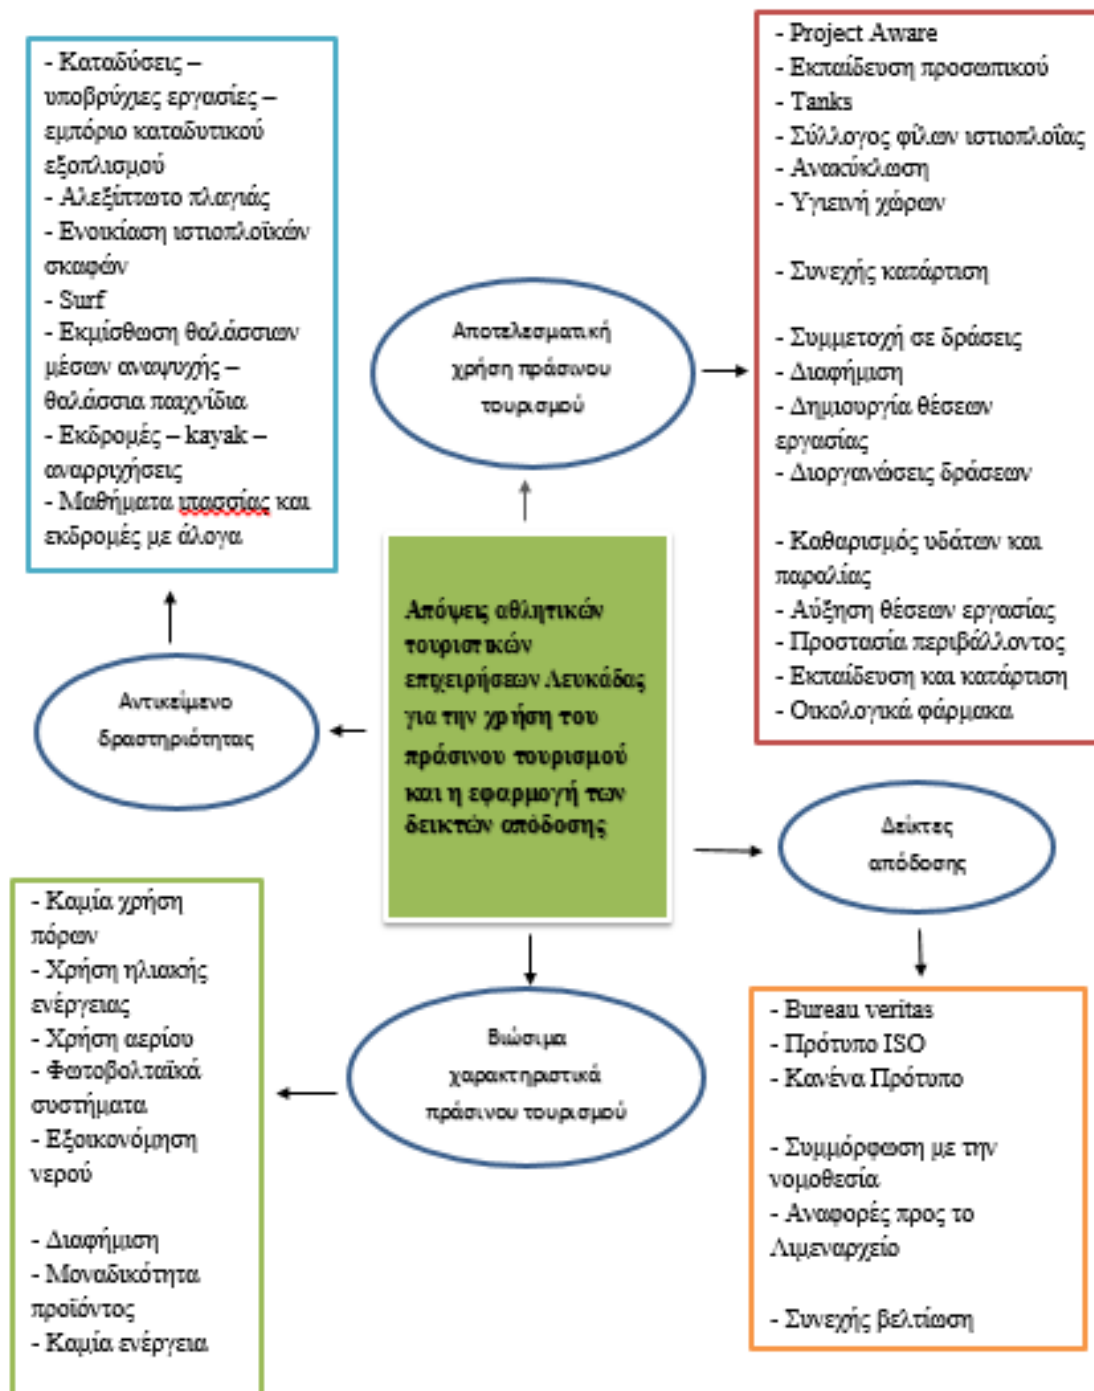 - Καταδύσεις –
υποβρύχιες εργασίες –
εμπόριο καταδυτικού
εξοπλισμού
- Αλεξίπτωτο πλαγιάς
- Ενοικίαση ιστιοπλοϊκών
σκαφών
- Surf
- Εκμίσθωση θαλάσσιων
μέσων αναψυχής –
θαλάσσια παιχνίδια
- Εκδρομές – kayak –
αναρριχήσεις
- Μαθήματα ιπασσίας και
εκδρομές με άλογα
- Project Aware
- Εκπαίδευση προσωπικού
- Tanks
- Σύλλογος φίλων ιστιοπλοΐας
- Ανακύκλωση
- Υγιεινή χώρων
- Συνεχής κατάρτιση
- Συμμετοχή σε δράσεις
- Διαφήμιση
- Δημιουργία θέσεων
εργασίας
- Διοργανώσεις δράσεων
- Καθαρισμός υδάτων και
παραλίας
- Αύξηση θέσεων εργασίας
- Προστασία περιβάλλοντος
- Εκπαίδευση και κατάρτιση
- Οικολογικά φάρμακα
Αποτελεσματική
χρήση πράσινου
τουρισμού
Απόψεις αθλητικών
τουριστικών
επιχειρήσεων Λευκάδας
για την χρήση του
πράσινου τουρισμού
και η εφαρμογή των
δεικτών απόδοσης
Αντικείμενο
δραστηριότητας
Δείκτες
απόδοσης
Βιώσιμα
χαρακτηριστικά
πράσινου τουρισμού
- Καμία χρήση
πόρων
- Χρήση ηλιακής
ενέργειας
- Χρήση αερίου
- Φωτοβολταϊκά
συστήματα
- Εξοικονόμηση
νερού
- Διαφήμιση
- Μοναδικότητα
προϊόντος
- Καμία ενέργεια
- Bureau veritas
- Πρότυπο ISO
- Κανένα Πρότυπο
- Συμμόρφωση με την
νομοθεσία
- Αναφορές προς το
Λιμεναρχείο
- Συνεχής βελτίωση